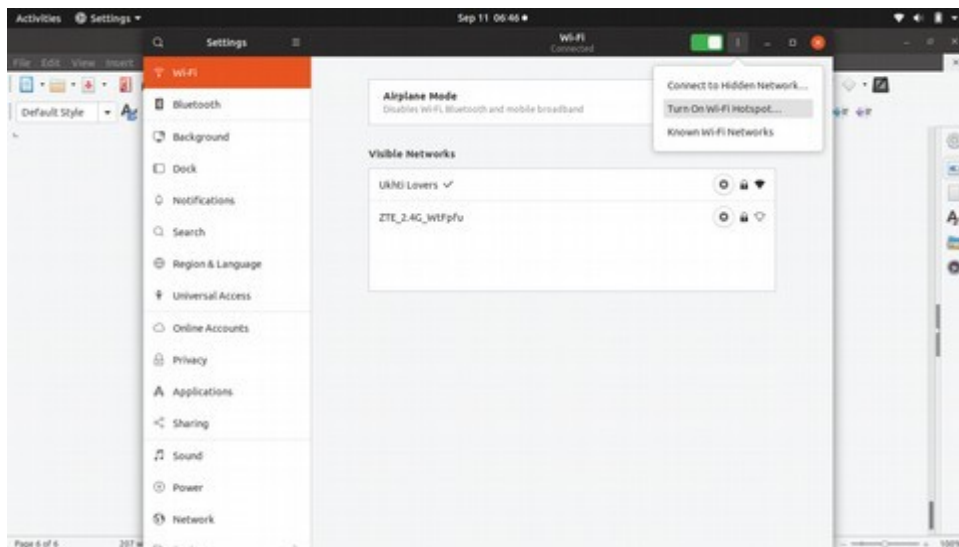 Activities Settings
Sep 11 06:46
Settings
Wi-Fi
Connected
File Edit View Insert
Default Style
Wi-Fi
Bluetooth
Background
Dock
Notifications
Search
Region & Language
Universal Access
Online Accounts
Privacy
Applications
Sharing
Sound
Power
Network
Airplane Mode
Disables Wi-Fi, Bluetooth and mobile broadband
Connect to Hidden Network...
Turn On Wi-Fi Hotspot...
Known Wi-Fi Networks
Visible Networks
Ukhti Lovers
ZTE_2.4G_WtFpfu
Page 6 of 6